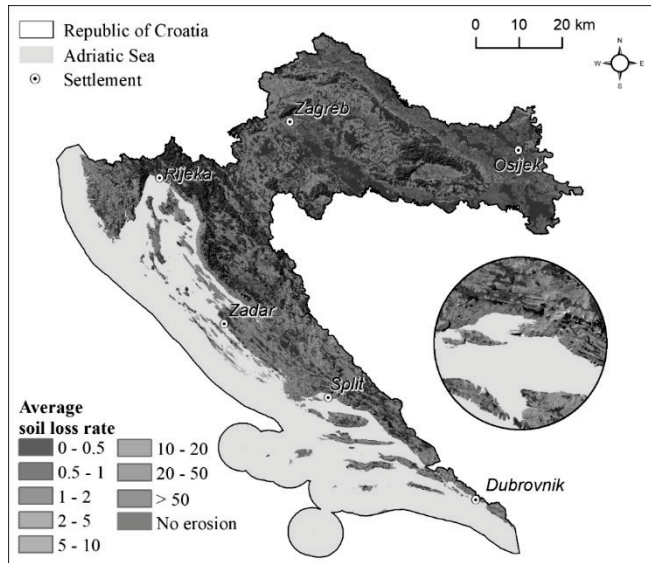 Republic of Croatia
Adriatic Sea
Settlement
0 10 20 km
N
W E
S
Zagreb
Osijek
Rijeka
Zadar
Split
Dubrovnik
Average
soil loss rate
0 - 0.5
0.5 - 1
1 - 2
2 - 5
5 - 10
10 - 20
20 - 50
> 50
No erosion